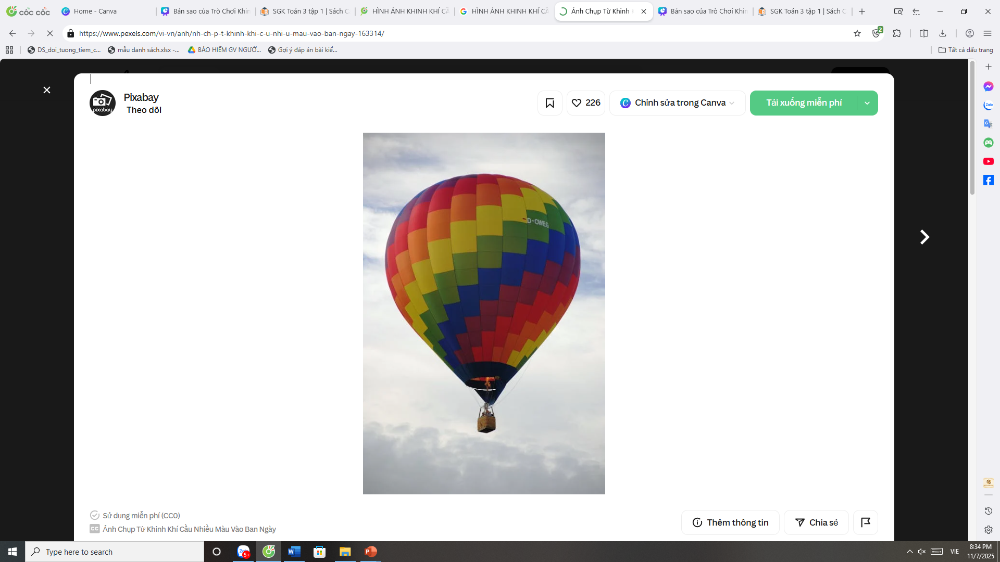 cốc cốc
Home - Canva
Bản sao của Trò Chơi Khin
SGK Toán 3 tập 1 | Sách C
HÌNH ẢNH KHINH KHÍ CẦ
HÌNH ẢNH KHINH KHÍ CẦ
Ảnh Chụp Từ Khinh K
Bản sao của Trò Chơi Khin
SGK Toán 3 tập 1 | Sách C
https://www.pexels.com/vi-vn/anh/nh-ch-p-t-khinh-khi-c-u-nhi-u-mau-vao-ban-ngay-163314/
2
DS_doi_tuong_tiem_c...
mẫu danh sách.xlsx -...
BẢO HIỂM GV NGƯỜ...
Gợi ý đáp án bài kiể...
Tất cả dấu trang
pixabay
Pixabay
Theo dõi
226
Chỉnh sửa trong Canva
Tải xuống miễn phí
Zalo
D-OWEG
Sử dụng miễn phí (CC0)
CC
Ảnh Chụp Từ Khinh Khí Cầu Nhiều Màu Vào Ban Ngày
Thêm thông tin
Chia sẻ
Type here to search
5+
VIE
8:34 PM
11/7/2025